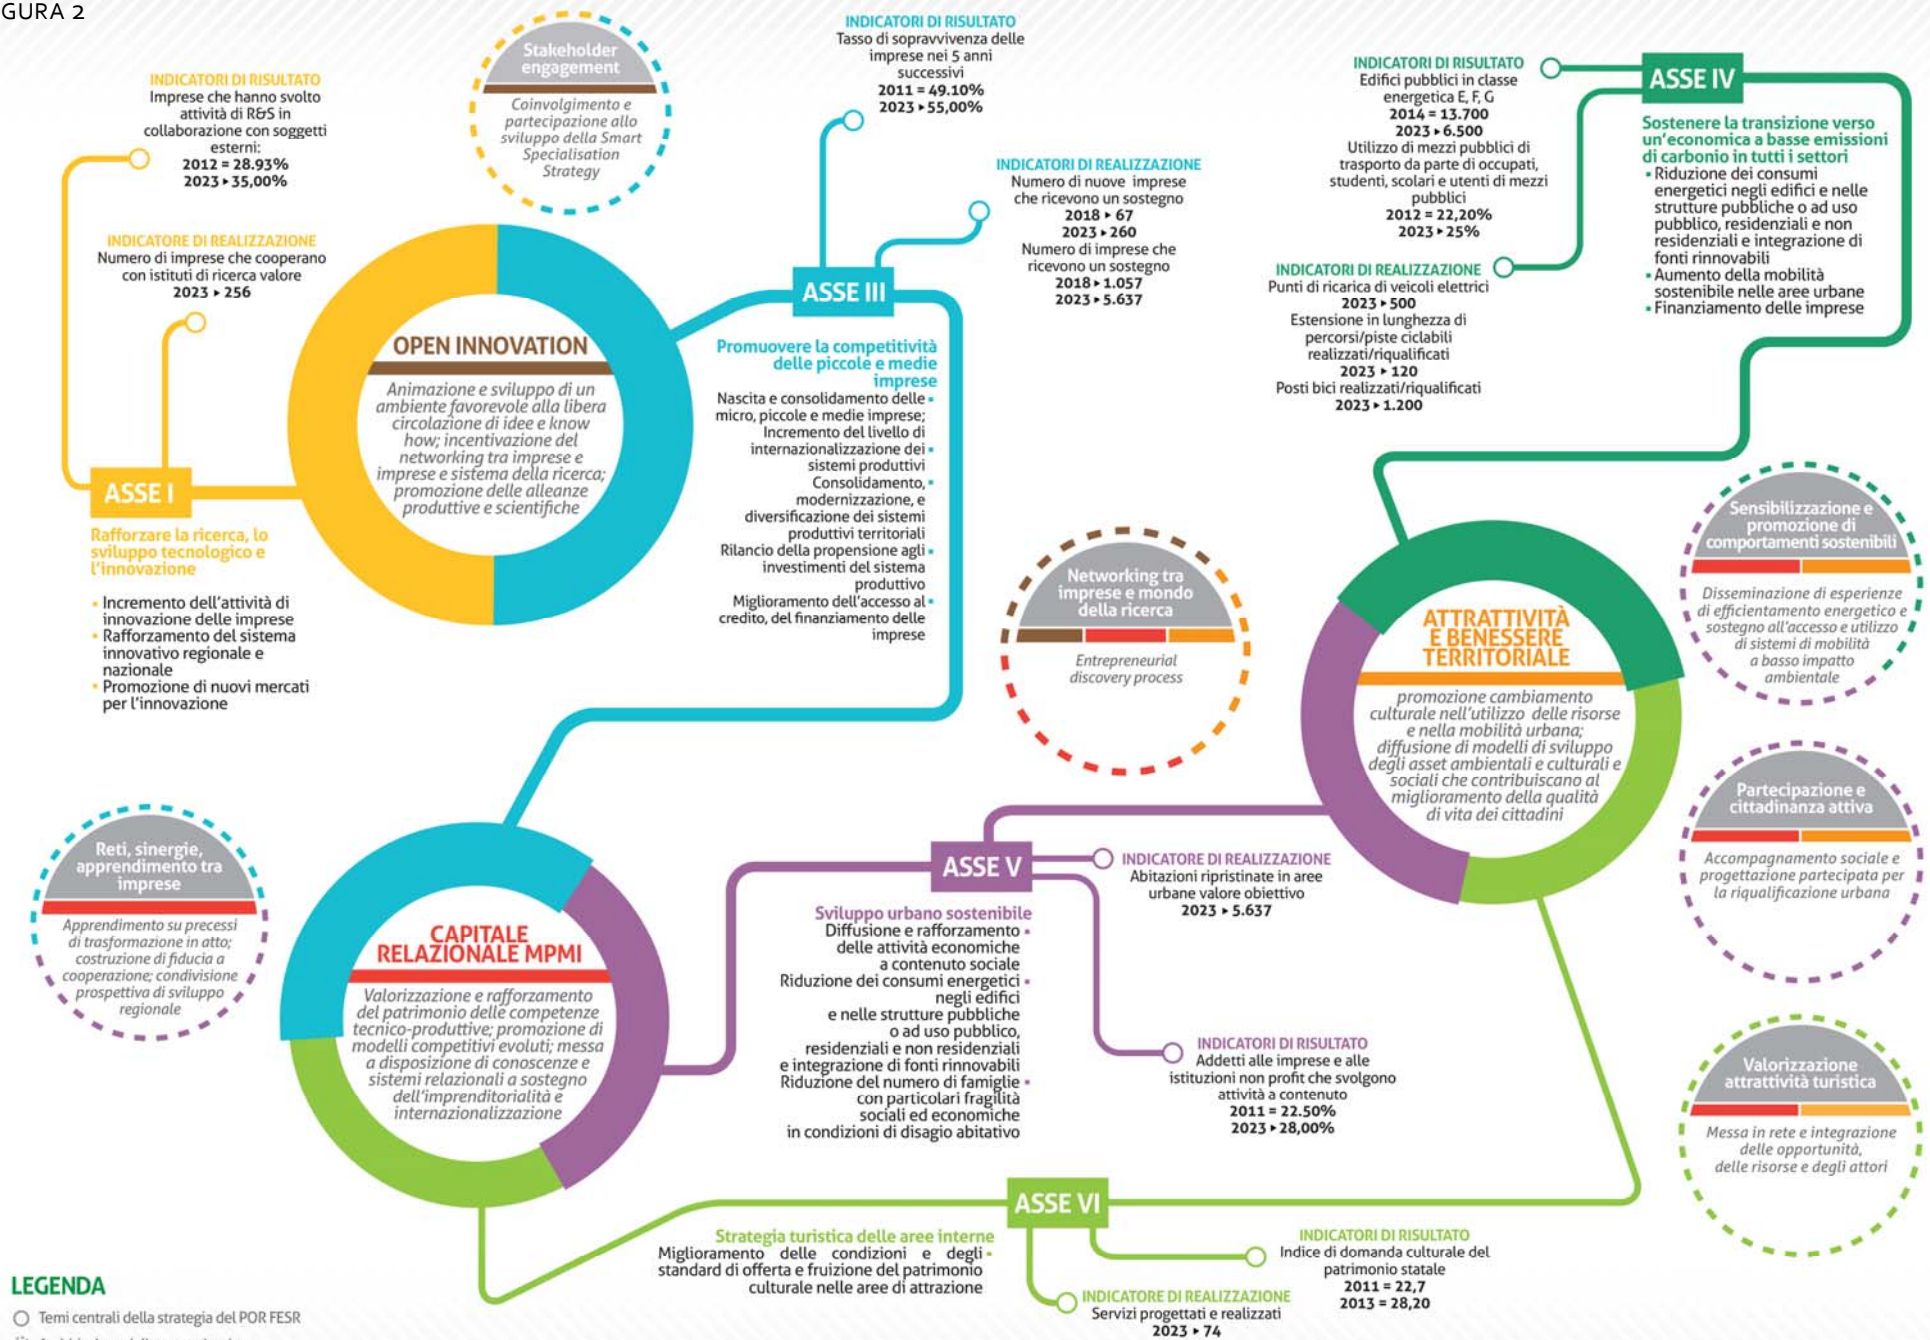 GURA 2
INDICATORI DI RISULTATO
Imprese che hanno svolto
attività di R&S in
collaborazione con soggetti
esterni:
2012 = 28.93%
2023 ▸ 35,00%
INDICATORE DI REALIZZAZIONE
Numero di imprese che cooperano
con istituti di ricerca valore
2023 ▸ 256
ASSE I
Rafforzare la ricerca, lo
sviluppo tecnologico e
l'innovazione
▪ Incremento dell'attività di
innovazione delle imprese
▪ Rafforzamento del sistema
innovativo regionale e
nazionale
▪ Promozione di nuovi mercati
per l'innovazione
Stakeholder
engagement
Coinvolgimento e
partecipazione allo
sviluppo della Smart
Specialisation
Strategy
OPEN INNOVATION
Animazione e sviluppo di un
ambiente favorevole alla libera
circolazione di idee e know
how; incentivazione del
networking tra imprese e
imprese e sistema della ricerca;
promozione delle alleanze
produttive e scientifiche
INDICATORI DI RISULTATO
Tasso di sopravvivenza delle
imprese nei 5 anni
successivi
2011 = 49.10%
2023 ▸ 55,00%
INDICATORI DI REALIZZAZIONE
Numero di nuove imprese
che ricevono un sostegno
2018 ▸ 67
2023 ▸ 260
Numero di imprese che
ricevono un sostegno
2018 ▸ 1.057
2023 ▸ 5.637
ASSE III
Promuovere la competitività
delle piccole e medie
imprese
Nascita e consolidamento delle ▪
micro, piccole e medie imprese;
Incremento del livello di
internazionalizzazione dei ▪
sistemi produttivi
Consolidamento, ▪
modernizzazione, e
diversificazione dei sistemi
produttivi territoriali
Rilancio della propensione agli ▪
investimenti del sistema
produttivo
Miglioramento dell'accesso al ▪
credito, del finanziamento delle
imprese
INDICATORI DI RISULTATO
Edifici pubblici in classe
energetica E, F, G
2014 = 13.700
2023 ▸ 6.500
Utilizzo di mezzi pubblici di
trasporto da parte di occupati,
studenti, scolari e utenti di mezzi
pubblici
2012 = 22,20%
2023 ▸ 25%
INDICATORI DI REALIZZAZIONE
Punti di ricarica di veicoli elettrici
2023 ▸ 500
Estensione in lunghezza di
percorsi/piste ciclabili
realizzati/riqualificati
2023 ▸ 120
Posti bici realizzati/riqualificati
2023 ▸ 1.200
ASSE IV
Sostenere la transizione verso
un'economica a basse emissioni
di carbonio in tutti i settori
▪ Riduzione dei consumi
energetici negli edifici e nelle
strutture pubbliche o ad uso
pubblico, residenziali e non
residenziali e integrazione di
fonti rinnovabili
▪ Aumento della mobilità
sostenibile nelle aree urbane
▪ Finanziamento delle imprese
Networking tra
imprese e mondo
della ricerca
Entrepreneurial
discovery process
ATTRATTIVITÀ
E BENESSERE
TERRITORIALE
promozione cambiamento
culturale nell'utilizzo delle risorse
e nella mobilità urbana;
diffusione di modelli di sviluppo
degli asset ambientali e culturali e
sociali che contribuiscano al
miglioramento della qualità
di vita dei cittadini
Sensibilizzazione e
promozione di
comportamenti sostenibili
Disseminazione di esperienze
di efficientamento energetico e
sostegno all'accesso e utilizzo
di sistemi di mobilità
a basso impatto
ambientale
Partecipazione e
cittadinanza attiva
Accompagnamento sociale e
progettazione partecipata per
la riqualificazione urbana
Valorizzazione
attrattività turistica
Messa in rete e integrazione
delle opportunità,
delle risorse e degli attori
Reti, sinergie,
apprendimento tra
imprese
Apprendimento su processi
di trasformazione in atto;
costruzione di fiducia a
cooperazione; condivisione
prospettiva di sviluppo
regionale
CAPITALE
RELAZIONALE MPMI
Valorizzazione e rafforzamento
del patrimonio delle competenze
tecnico-produttive; promozione di
modelli competitivi evoluti; messa
a disposizione di conoscenze e
sistemi relazionali a sostegno
dell'imprenditorialità e
internazionalizzazione
ASSE V
Sviluppo urbano sostenibile
Diffusione e rafforzamento ▪
delle attività economiche
a contenuto sociale
Riduzione dei consumi energetici ▪
negli edifici
e nelle strutture pubbliche
o ad uso pubblico,
residenziali e non residenziali
e integrazione di fonti rinnovabili
Riduzione del numero di famiglie ▪
con particolari fragilità
sociali ed economiche
in condizioni di disagio abitativo
INDICATORE DI REALIZZAZIONE
Abitazioni ripristinate in aree
urbane valore obiettivo
2023 ▸ 5.637
INDICATORI DI RISULTATO
Addetti alle imprese e alle
istituzioni non profit che svolgono
attività a contenuto
2011 = 22.50%
2023 ▸ 28,00%
ASSE VI
Strategia turistica delle aree interne
Miglioramento delle condizioni e degli ▪
standard di offerta e fruizione del patrimonio
culturale nelle aree di attrazione
INDICATORI DI RISULTATO
Indice di domanda culturale del
patrimonio statale
2011 = 22,7
2013 = 28,20
INDICATORE DI REALIZZAZIONE
Servizi progettati e realizzati
2023 ▸ 74
LEGENDA
Temi centrali della strategia del POR FESR